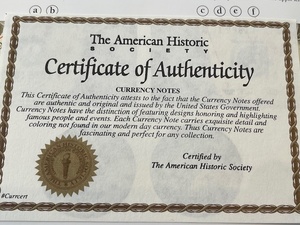 a b c d e f
The American Historic
SOCIETY
Certificate of Authenticity
CURRENCY NOTES
This Certificate of Authenticity attests to the fact that the Currency Notes offered
are authentic and original and issued by the United States Government.
Currency Notes have the distinction of featuring designs honoring and highlighting
famous people and events. Each Currency Note carries exquisite detail and
coloring not found in our modern day currency. Thus Currency Notes are
fascinating and perfect for any collection.
Certified by
The American Historic Society
#Currcert